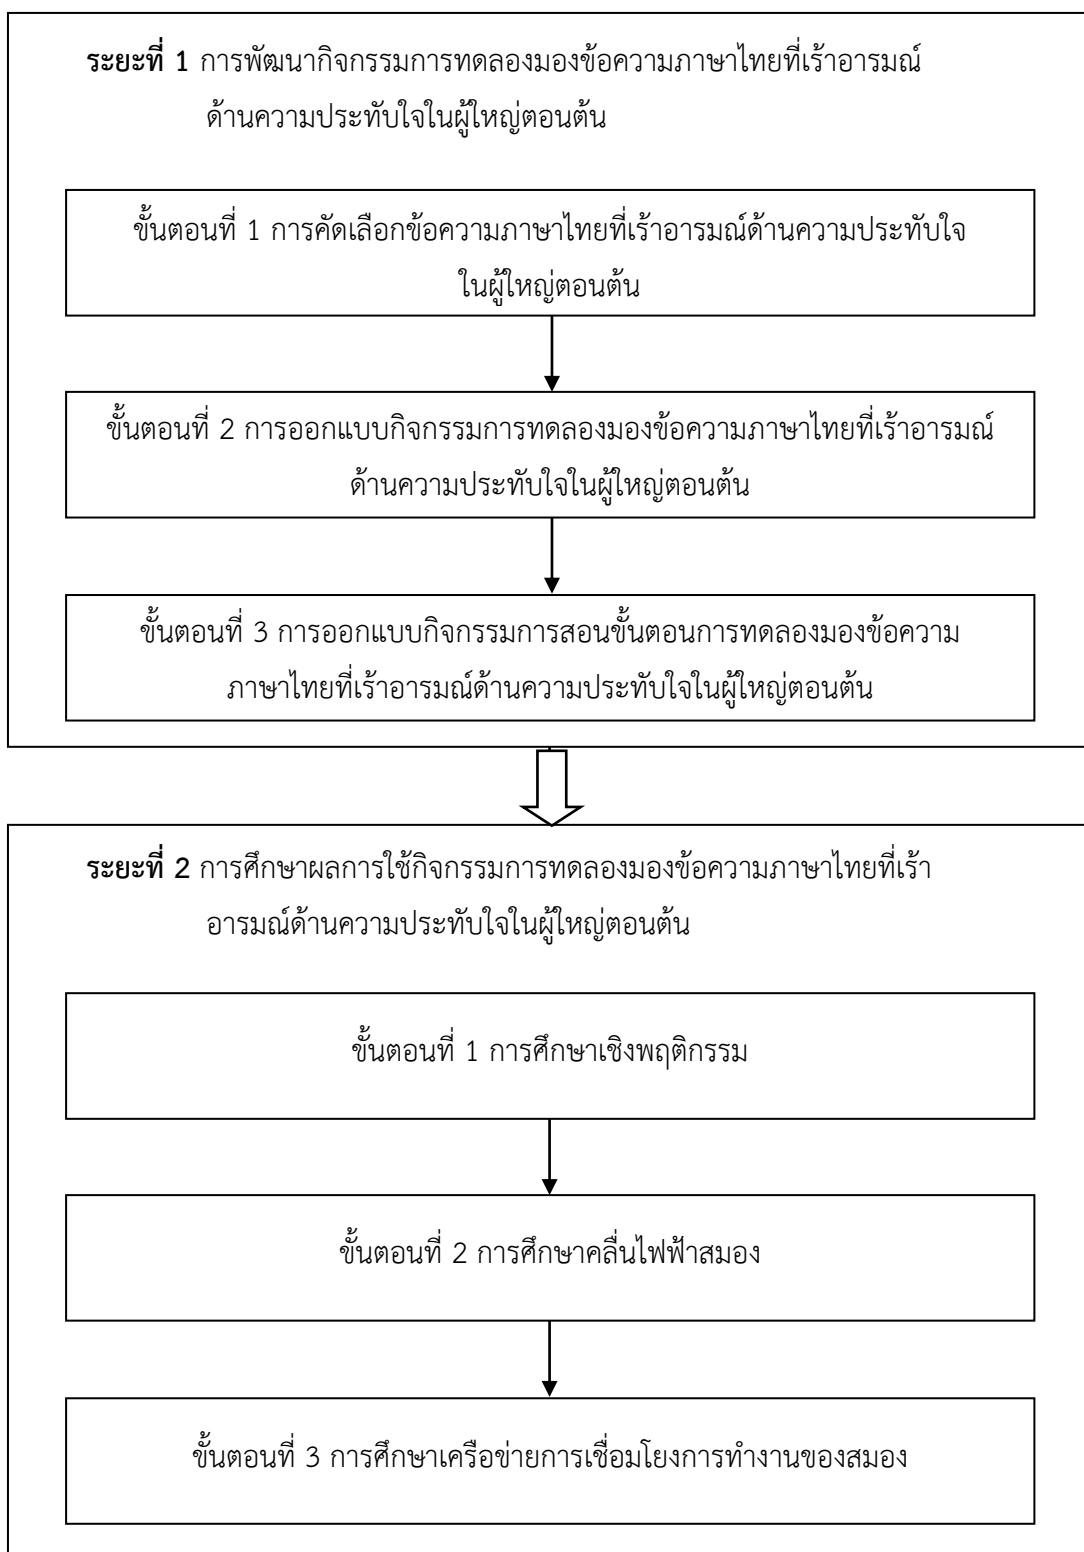 ระยะที่ 1 การพัฒนากิจกรรมการทดลองมองข้อความภาษาไทยที่เร้าอารมณ์
ด้านความประทับใจในผู้ใหญ่ตอนต้น
ขั้นตอนที่ 1 การคัดเลือกข้อความภาษาไทยที่เร้าอารมณ์ด้านความประทับใจ
ในผู้ใหญ่ตอนต้น
ขั้นตอนที่ 2 การออกแบบกิจกรรมการทดลองมองข้อความภาษาไทยที่เร้าอารมณ์
ด้านความประทับใจในผู้ใหญ่ตอนต้น
ขั้นตอนที่ 3 การออกแบบกิจกรรมการสอนขั้นตอนการทดลองมองข้อความ
ภาษาไทยที่เร้าอารมณ์ด้านความประทับใจในผู้ใหญ่ตอนต้น
ระยะที่ 2 การศึกษาผลการใช้กิจกรรมการทดลองมองข้อความภาษาไทยที่เร้า
อารมณ์ด้านความประทับใจในผู้ใหญ่ตอนต้น
ขั้นตอนที่ 1 การศึกษาเชิงพฤติกรรม
ขั้นตอนที่ 2 การศึกษาคลื่นไฟฟ้าสมอง
ขั้นตอนที่ 3 การศึกษาเครือข่ายการเชื่อมโยงการทำงานของสมอง